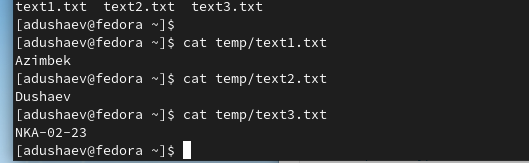 text1.txt  text2.txt  text3.txt
[adushaev@fedora ~]$
[adushaev@fedora ~]$ cat temp/text1.txt
Azimbek
[adushaev@fedora ~]$ cat temp/text2.txt
Dushaev
[adushaev@fedora ~]$ cat temp/text3.txt
NKA-02-23
[adushaev@fedora ~]$